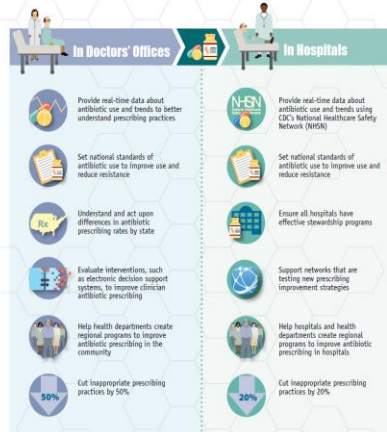 In Doctors' Offices
Provide real-time data about
antibiotic use and trends to better
understand prescribing practices
Set national standards of
antibiotic use to improve use and
reduce resistance
Rx
Understand and act upon
differences in antibiotic
prescribing rates by state
Evaluate interventions, such
as electronic decision support
systems, to improve clinician
antibiotic prescribing
Help health departments create
regional programs to improve
antibiotic prescribing in the
community
50%
Cut inappropriate prescribing
practices by 50%
In Hospitals
NHSN
Provide real-time data about
antibiotic use and trends using
CDC's National Healthcare Safety
Network (NHSN)
Set national standards of
antibiotic use to improve use and
reduce resistance
Ensure all hospitals have
effective stewardship programs
Support networks that are
testing new prescribing
improvement strategies
Help hospitals and health
departments create regional
programs to improve antibiotic
prescribing in hospitals
20%
Cut inappropriate prescribing
practices by 20%